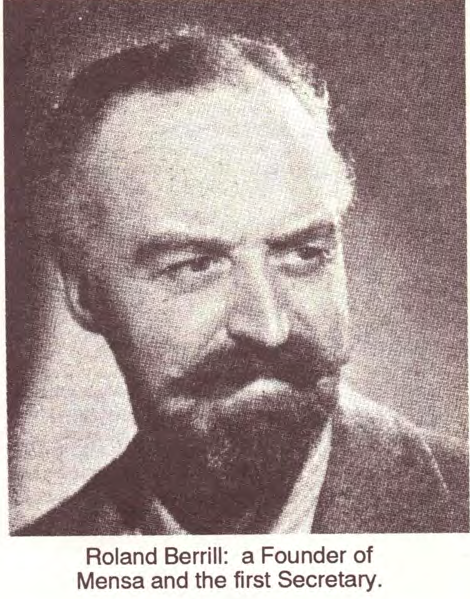 Roland Berrill: a Founder of
Mensa and the first Secretary.